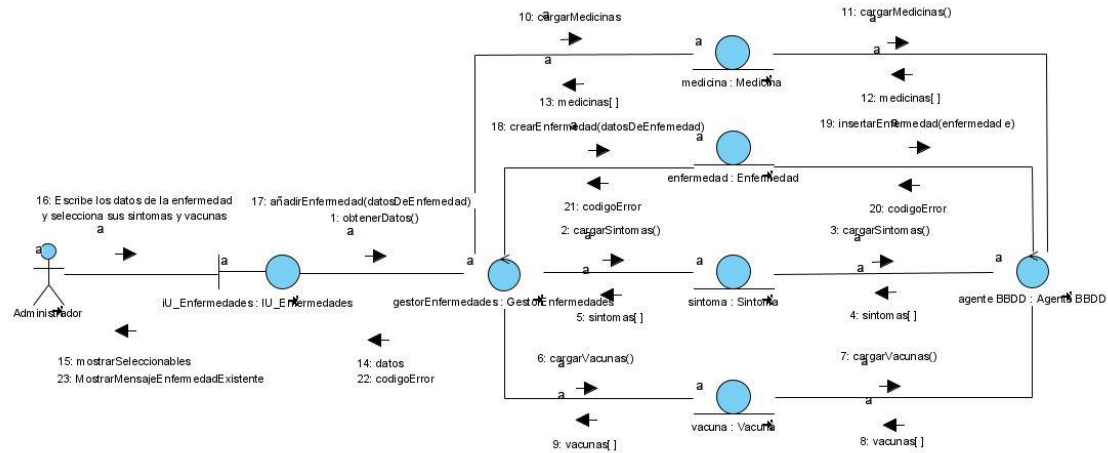 10: cargarMedicinas
11: cargarMedicinas()
a
a
a
a
a
a
medicina : Medicina
13: medicinas[ ]
12: medicinas[ ]
18: crearEnfermedad(datosDeEnfemedad)
19: insertarEnfermedad(enfermedad e)
a
a
enfermedad : Enfermedad
21: codigoError
20: codigoError
16: Escribe los datos de la enfermedad
y selecciona sus sintomas y vacunas
17: añadirEnfermedad(datosDeEnfermedad)
1: obtenerDatos()
2: cargarSintomas()
3: cargarSintomas()
a
a
a
a
a
a
a
a
a
a
a
a
Administrador
iU_Enfermedades : IU_Enfermedades
gestorEnfermedades : GestorEnfermedades
sintoma : Sintoma
agente BBDD : Agente BBDD
5: sintomas[ ]
4: sintomas[ ]
15: mostrarSeleccionables
23: MostrarMensajeEnfermedadExistente
14: datos
22: codigoError
6: cargarVacunas()
7: cargarVacunas()
a
a
a
a
a
a
vacuna : Vacuna
9: vacunas[ ]
8: vacunas[ ]